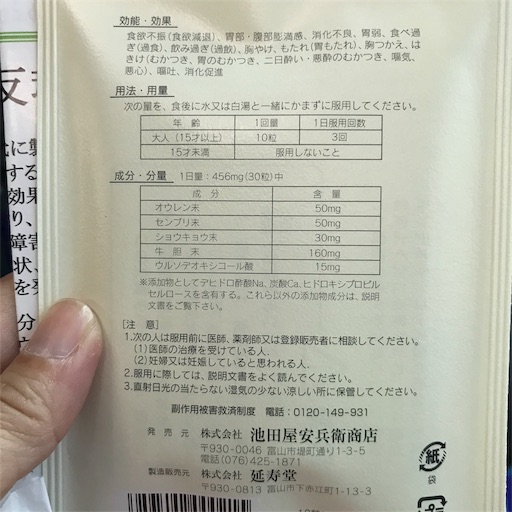 効能・効果
食欲不振(食欲減退)、胃部・腹部膨満感、消化不良、胃弱、食べ過
ぎ(過食)、飲み過ぎ(過飲)、胸やけ、もたれ(胃もたれ)、胸つかえ、は
きけ(むかつき、胃のむかつき、二日酔い・悪酔のむかつき、嘔気、
悪心)、嘔吐、消化促進
用法・用量
次の量を、食後に水又は白湯と一緒にかまずに服用してください。
年 齢 1回量 1日服用回数
大人(15才以上) 10粒 3回
15才未満 服用しないこと
成分・分量 1日量:456mg(30粒)中
成 分 含 量
オウレン末 50mg
センブリ末 50mg
ショウキョウ末 30mg
牛 胆 末 160mg
ウルソデオキシコール酸 15mg
※添加物としてデヒドロ酢酸Na、炭酸Ca、ヒドロキシプロピル
セルロースを含有する。これら以外の添加物成分は、説明
文書をご覧下さい。
[注 意]
1.次の人は服用前に医師、薬剤師又は登録販売者に相談してください。
(1)医師の治療を受けている人.
(2)妊婦又は妊娠していると思われる人.
2.服用に際しては、説明文書をよく読んでください。
3.直射日光の当たらない湿気の少ない涼しい所に保管してください。
副作用被害救済制度 電話:0120-149-931
発 売 元 株式会社 池田屋安兵衛商店
〒930-0046 富山市堤町通り1-3-5
電話(076)425-1871
製造販売元 株式会社 延寿堂
〒930-0813 富山市下赤江町1-13-3
紙
袋